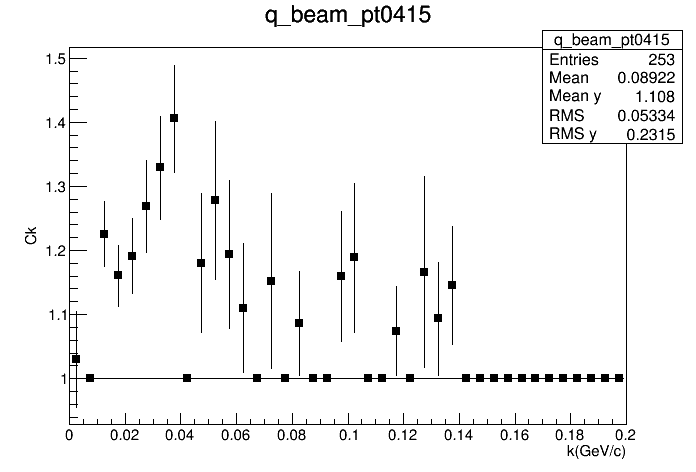 q_beam_pt0415
q_beam_pt0415
Entries 253
Mean 0.08922
Mean y 1.108
RMS 0.05334
RMS y 0.2315
Ck
1.5
1.4
1.3
1.2
1.1
1
0 0.02 0.04 0.06 0.08 0.1 0.12 0.14 0.16 0.18 0.2
k(GeV/c)